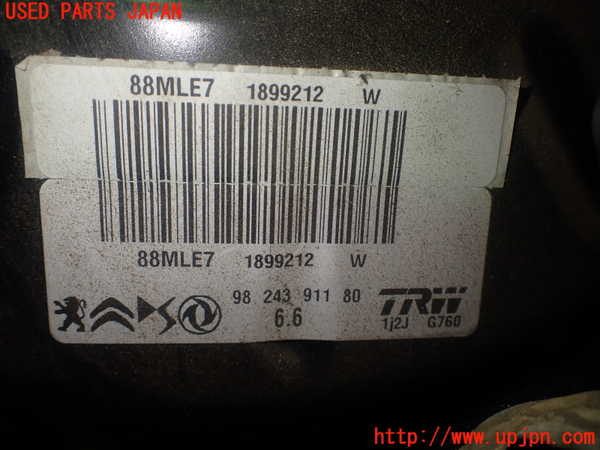 USED PARTS JAPAN
88MLE7 1899212 W
88MLE7 1899212 W
98 243 911 80
6.6
TRW
1j2J G760
http://www.upjpn.com/